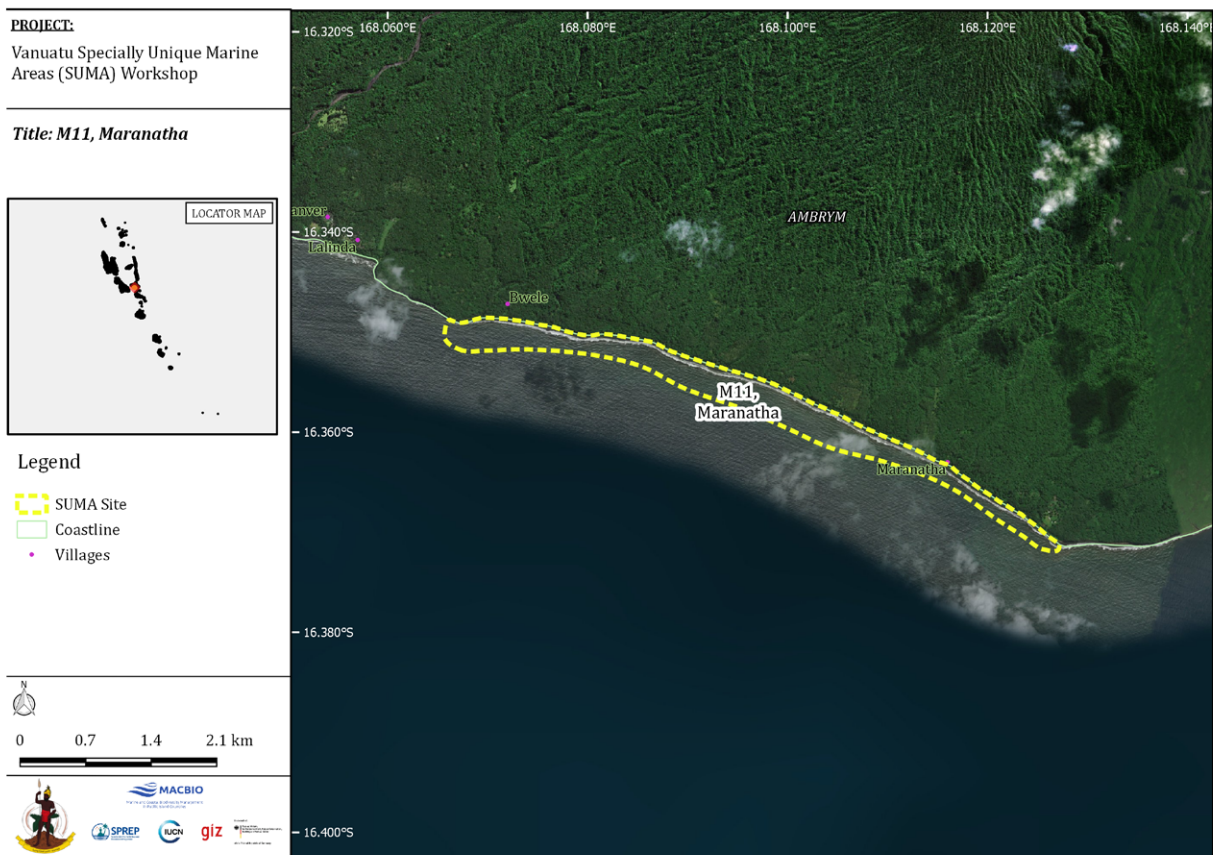 PROJECT:
Vanuatu Specially Unique Marine
Areas (SUMA) Workshop
Title: M11, Maranatha
LOCATOR MAP
Legend
SUMA Site
Coastline
Villages
N
0 0.7 1.4 2.1 km
MACBIO
SPREP
IUCN
giz
168.060°E 168.080°E 168.100°E 168.120°E 168.140°E
16.320°S
16.340°S
16.360°S
16.380°S
16.400°S
AMBRYM
anver
Lalinda
Bwele
M11,
Maranatha
Maranatha